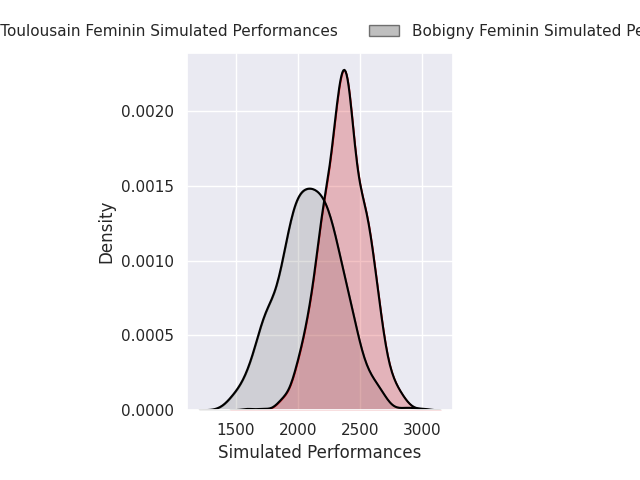 Toulousain Feminin Simulated Performances
Bobigny Feminin Simulated
0.0020
0.0015
0.0010
0.0005
0.0000
Density
1500 2000 2500 3000
Simulated Performances